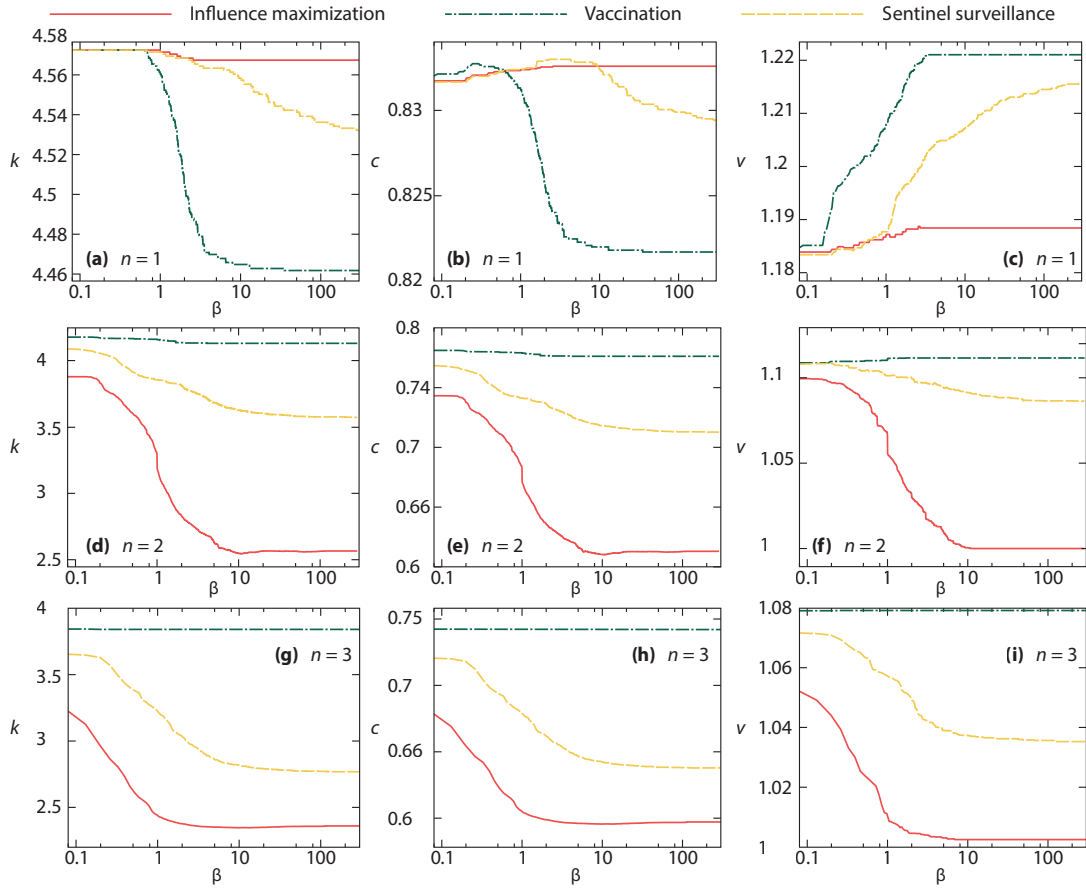 Influence maximization Vaccination Sentinel surveillance
4.58
4.56
4.54
4.52
4.5
4.48
4.46
k
(a) n = 1
0.1 1 10 100
β
0.83
0.825
0.82
c
(b) n = 1
0.1 1 10 100
β
1.22
1.21
1.2
1.19
1.18
v
(c) n = 1
0.1 1 10 100
β
4
3.5
3
2.5
k
(d) n = 2
0.1 1 10 100
β
0.8
0.74
0.7
0.66
0.6
c
(e) n = 2
0.1 1 10 100
β
1.1
1.05
1
v
(f) n = 2
0.1 1 10 100
β
4
3.5
3
2.5
k
(g) n = 3
0.1 1 10 100
β
0.75
0.7
0.66
0.6
c
(h) n = 3
0.1 1 10 100
β
1.08
1.06
1.04
1.02
1
v
(i) n = 3
0.1 1 10 100
β